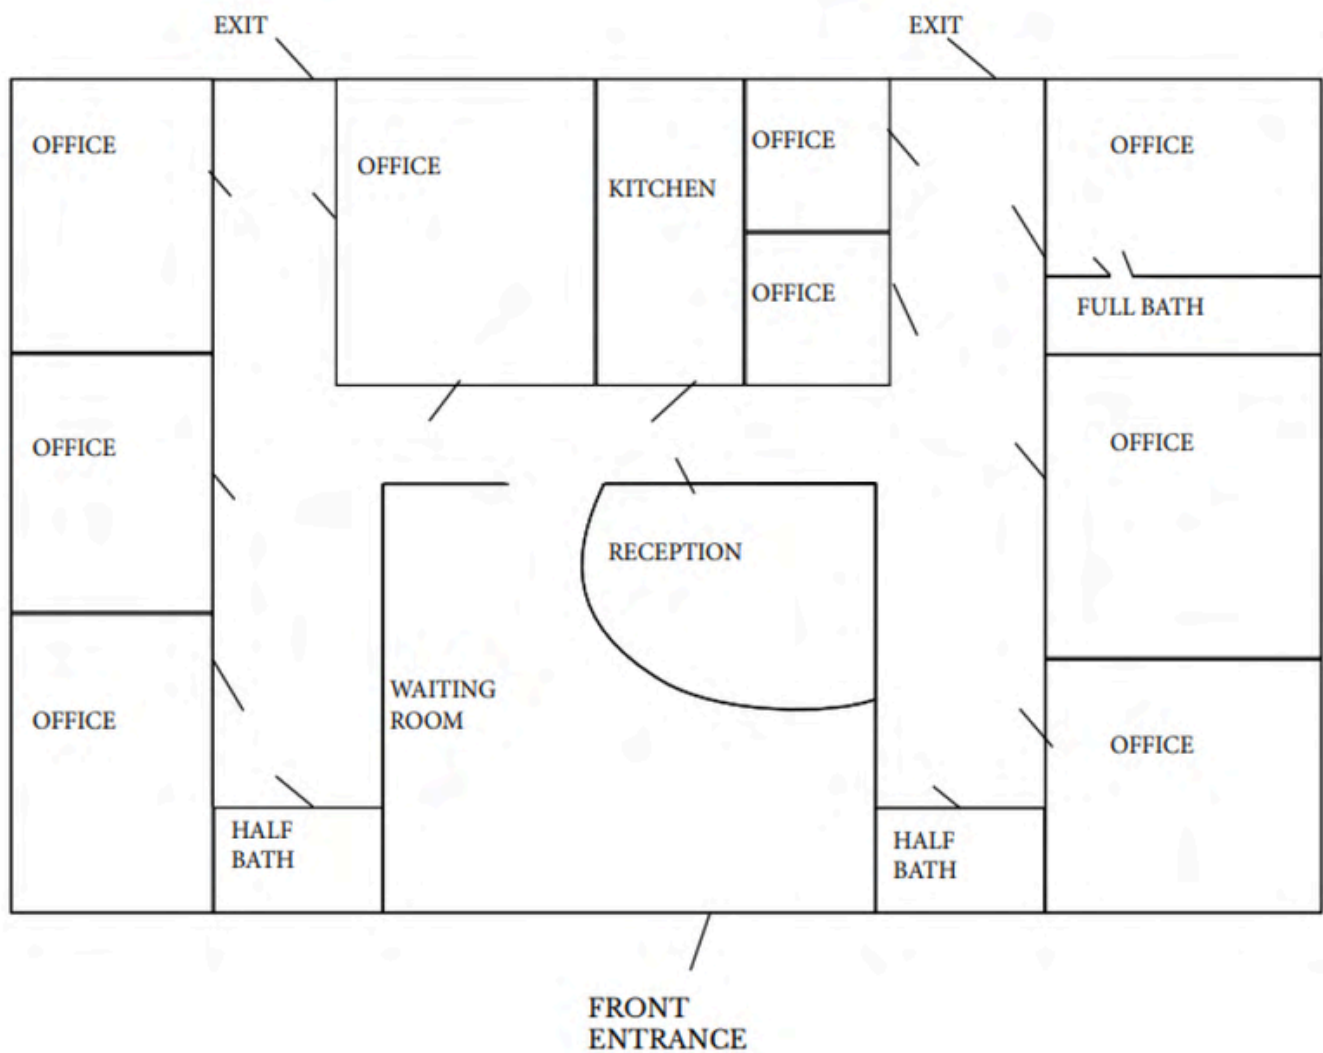 EXIT
EXIT
OFFICE
OFFICE
KITCHEN
OFFICE
OFFICE
OFFICE
FULL BATH
OFFICE
OFFICE
RECEPTION
WAITING
ROOM
OFFICE
OFFICE
HALF
BATH
HALF
BATH
FRONT
ENTRANCE